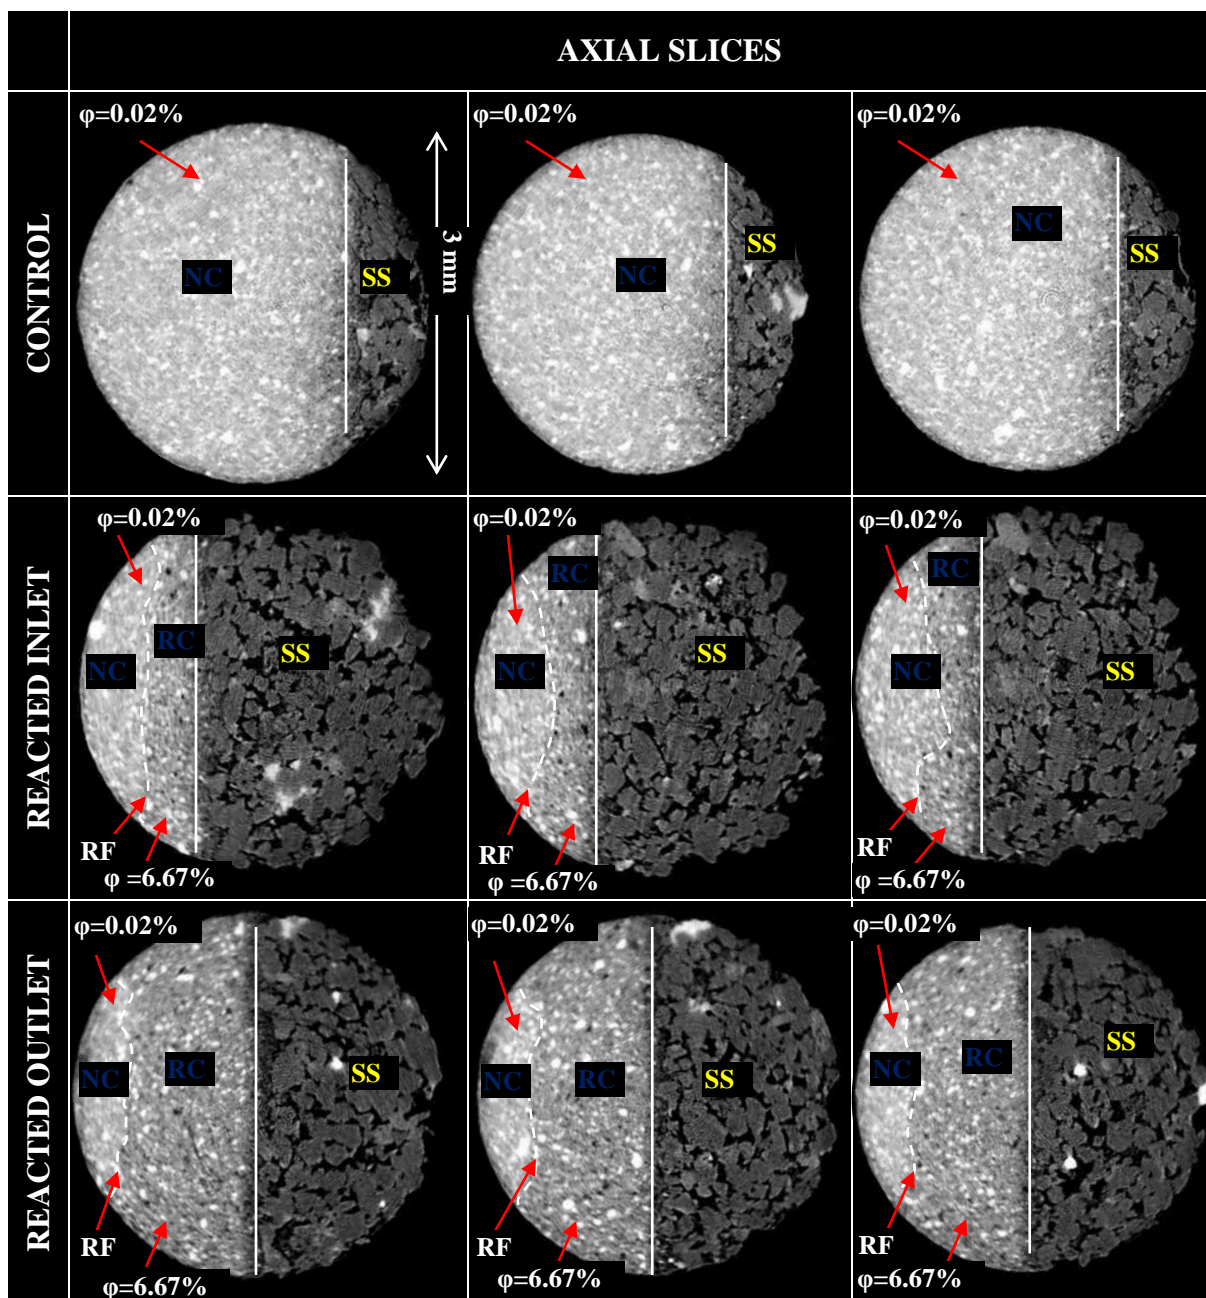 AXIAL SLICES
CONTROL
φ=0.02%
NC
SS
3 mm
φ=0.02%
NC
SS
φ=0.02%
NC
SS
REACTED INLET
φ=0.02%
NC
RC
SS
RF
φ =6.67%
φ=0.02%
RC
NC
SS
RF
φ =6.67%
φ=0.02%
RC
NC
SS
RF
φ=6.67%
REACTED OUTLET
φ=0.02%
NC
RC
SS
RF
φ=6.67%
φ=0.02%
NC
RC
SS
RF
φ=6.67%
φ=0.02%
NC
RC
SS
RF
φ=6.67%